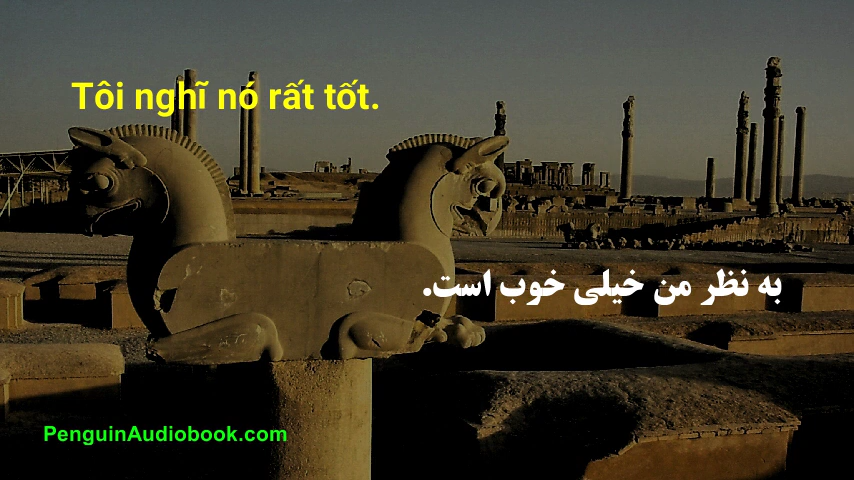 Tôi nghĩ nó rất tốt.
به نظر من خیلی خوب است.
PenguinAudiobook.com